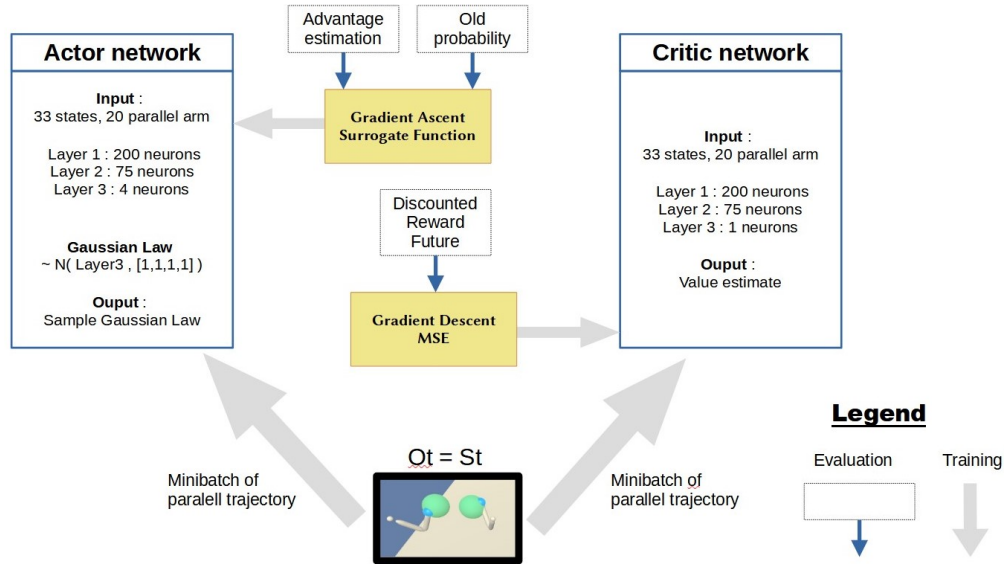 Advantage
estimation
Old
probability
Actor network
Input :
33 states, 20 parallel arm
Layer 1 : 200 neurons
Layer 2 : 75 neurons
Layer 3 : 4 neurons
Gaussian Law
~ N( Layer3 , [1,1,1,1] )
Ouput :
Sample Gaussian Law
Gradient Ascent
Surrogate Function
Discounted
Reward
Future
Gradient Descent
MSE
Critic network
Input :
33 states, 20 parallel arm
Layer 1 : 200 neurons
Layer 2 : 75 neurons
Layer 3 : 1 neurons
Ouput :
Value estimate
Minibatch of
paralell trajectory
Ot = St
Minibatch of
parallel trajectory
Legend
Evaluation
Training